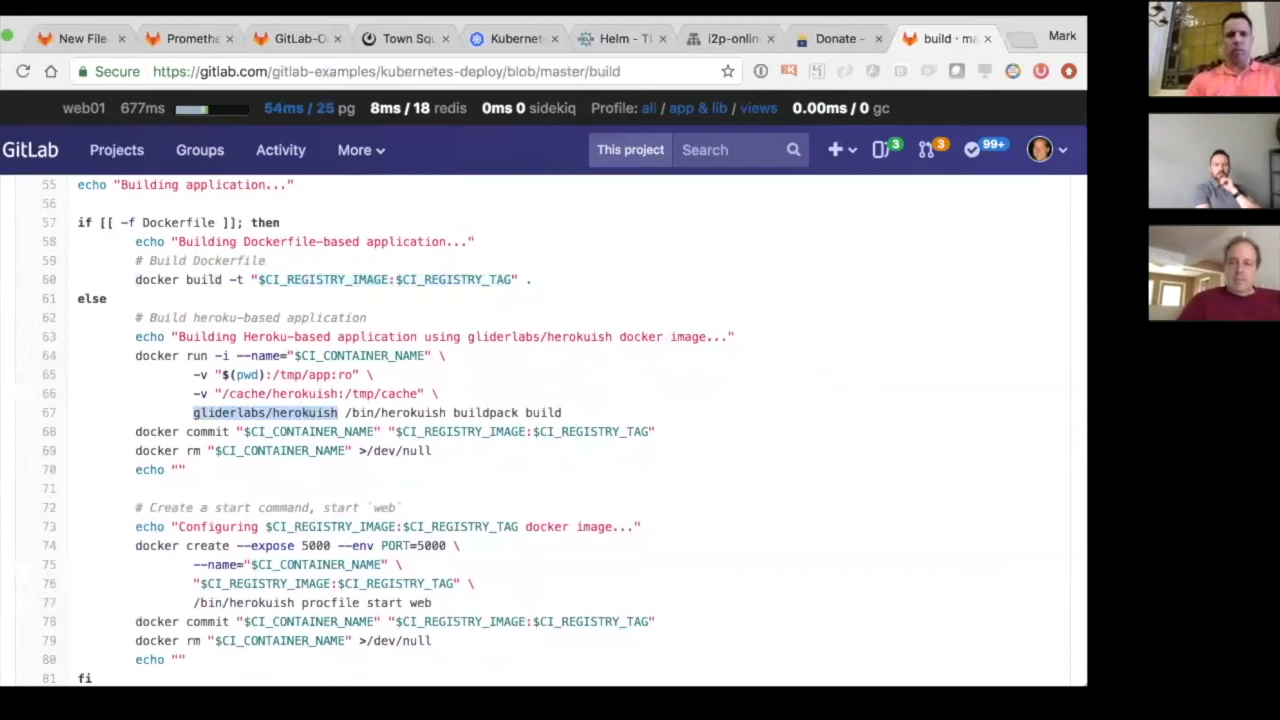 New File
Promethe
GitLab-O
Town Squ
Kubernet
Helm - T
i2p-onlin
Donate -
build · ma
Mark
Secure https://gitlab.com/gitlab-examples/kubernetes-deploy/blob/master/build
web01 677ms 54ms / 25 pg 8ms / 18 redis 0ms 0 sidekiq Profile: all / app & lib / views 0.00ms / 0 gc
GitLab Projects Groups Activity More This project Search 3 3 99+
55 echo "Building application..."
56
57 if [[ -f Dockerfile ]]; then
58 echo "Building Dockerfile-based application..."
59 # Build Dockerfile
60 docker build -t "$CI_REGISTRY_IMAGE:$CI_REGISTRY_TAG" .
61 else
62 # Build heroku-based application
63 echo "Building Heroku-based application using gliderlabs/herokuish docker image..."
64 docker run -i --name="$CI_CONTAINER_NAME" \
65 -v "$(pwd):/tmp/app:ro" \
66 -v "/cache/herokuish:/tmp/cache" \
67 gliderlabs/herokuish /bin/herokuish buildpack build
68 docker commit "$CI_CONTAINER_NAME" "$CI_REGISTRY_IMAGE:$CI_REGISTRY_TAG"
69 docker rm "$CI_CONTAINER_NAME" >/dev/null
70 echo ""
71
72 # Create a start command, start `web`
73 echo "Configuring $CI_REGISTRY_IMAGE:$CI_REGISTRY_TAG docker image..."
74 docker create --expose 5000 --env PORT=5000 \
75 --name="$CI_CONTAINER_NAME" \
76 "$CI_REGISTRY_IMAGE:$CI_REGISTRY_TAG" \
77 /bin/herokuish procfile start web
78 docker commit "$CI_CONTAINER_NAME" "$CI_REGISTRY_IMAGE:$CI_REGISTRY_TAG"
79 docker rm "$CI_CONTAINER_NAME" >/dev/null
80 echo ""
81 fi